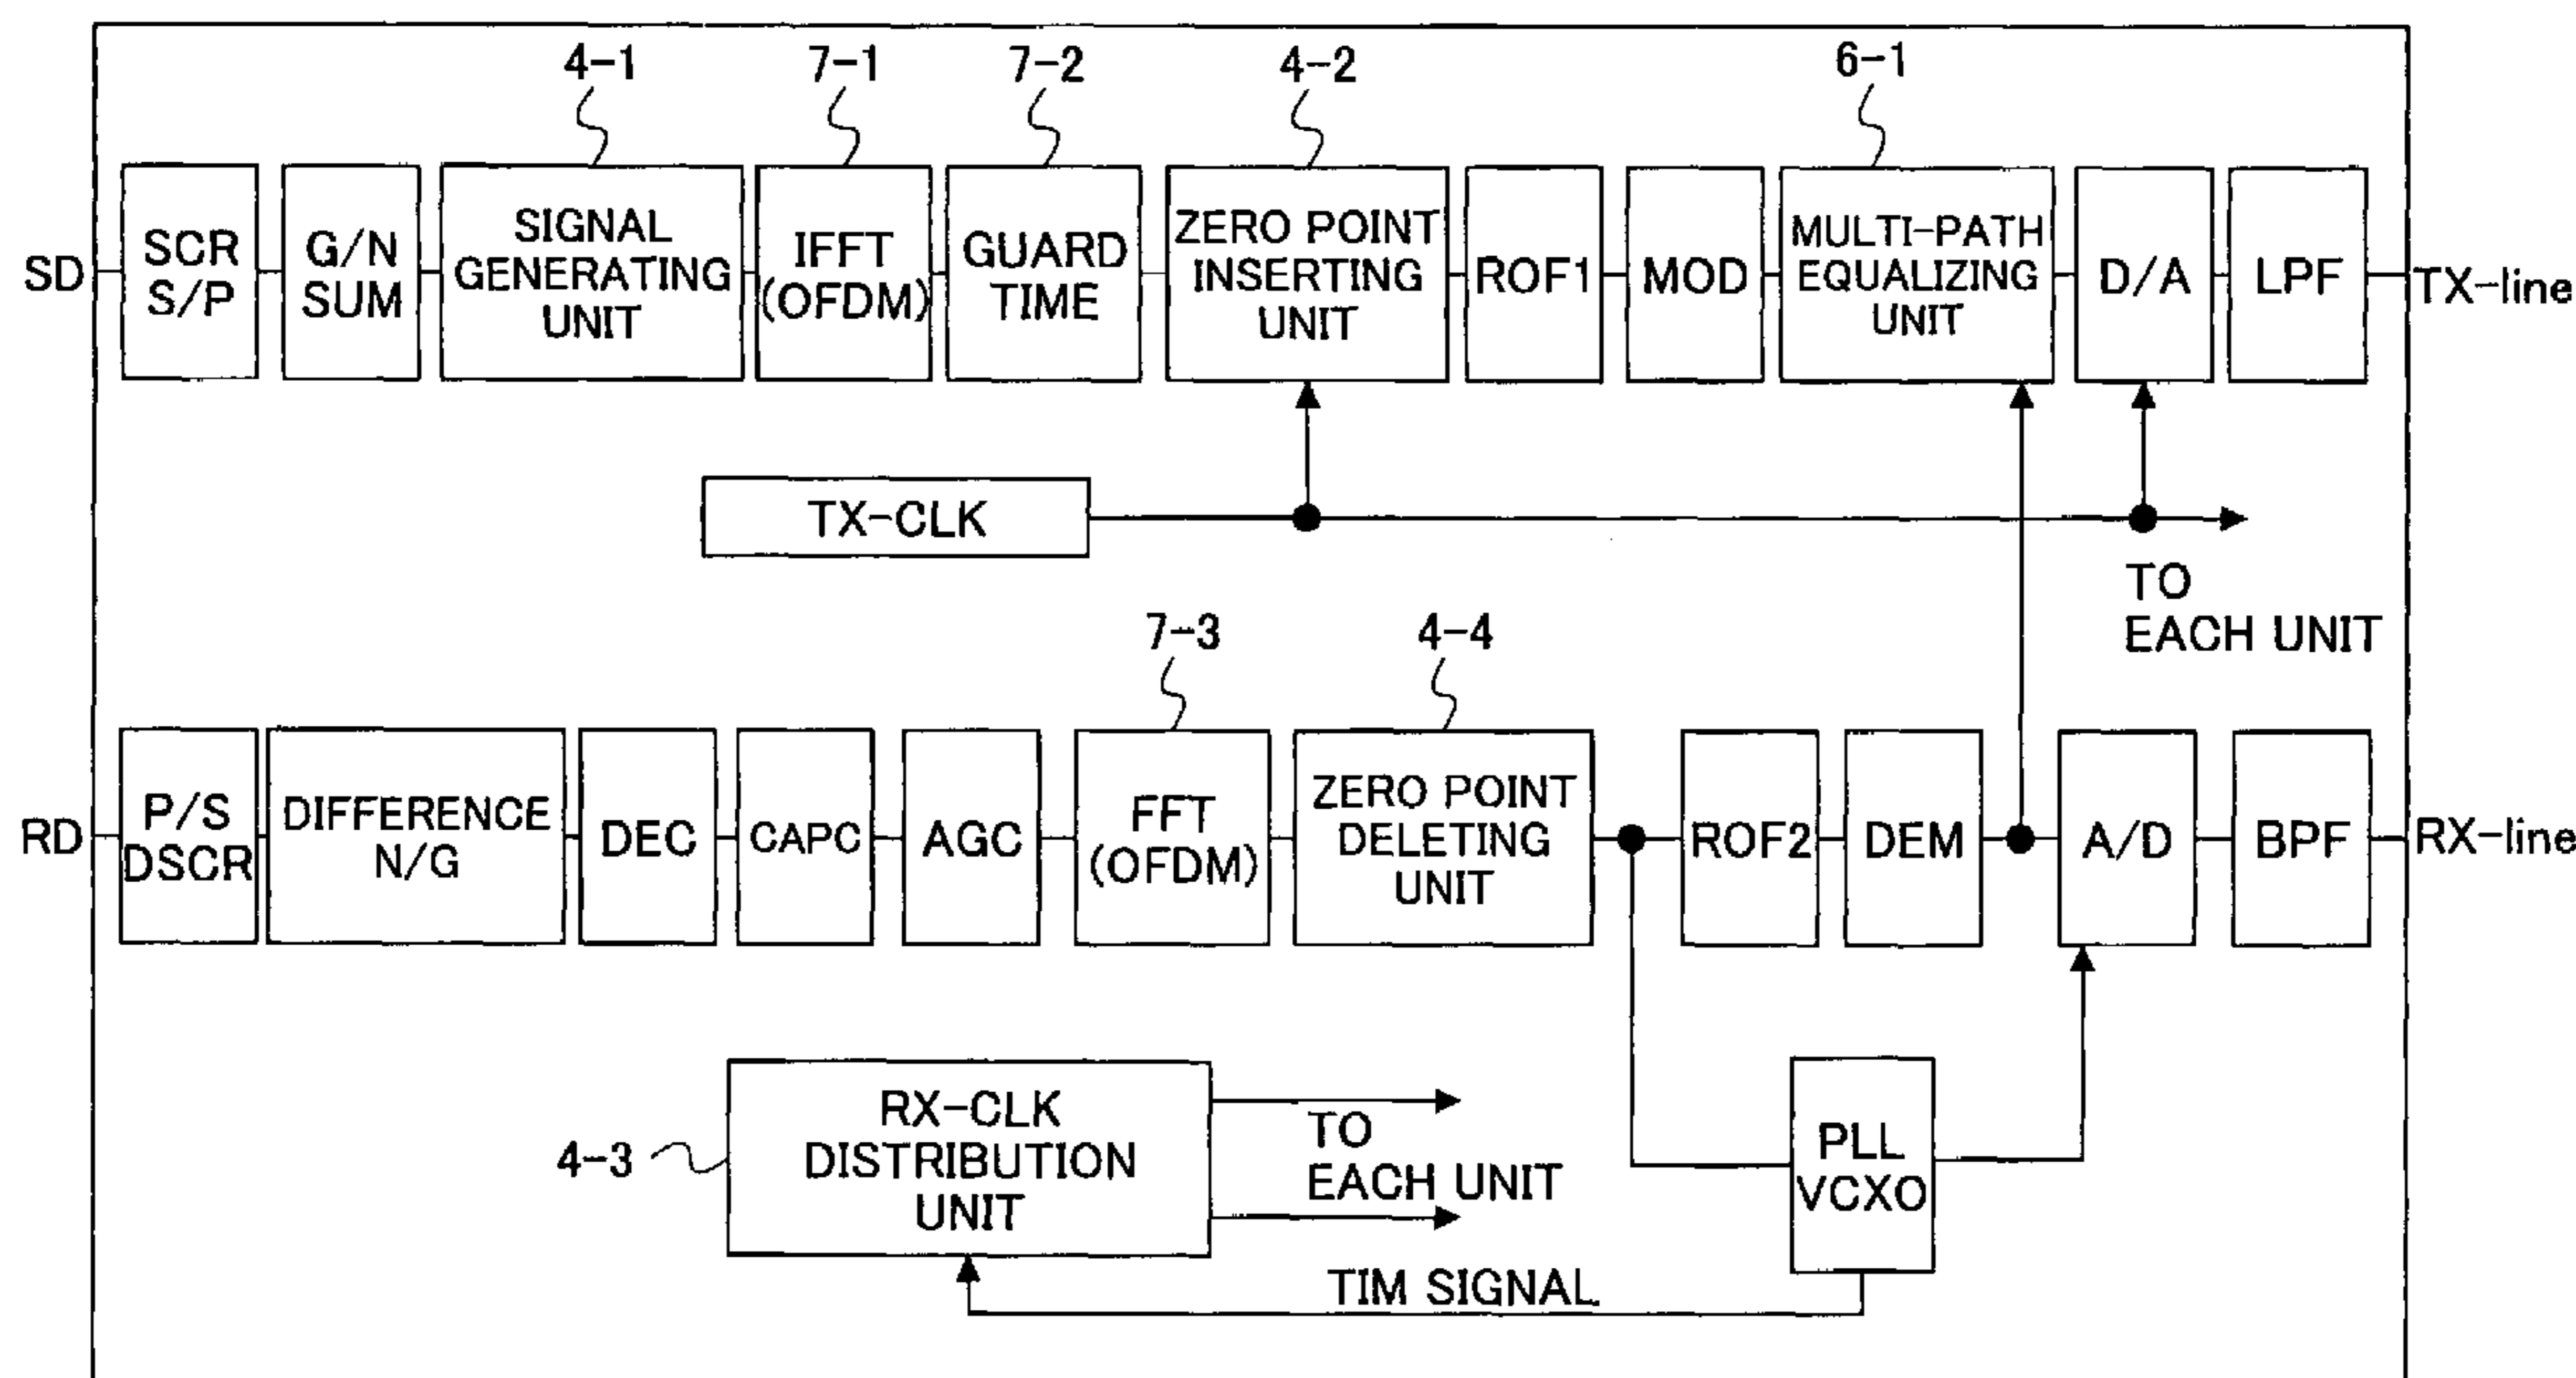 4-1
7-1
7-2
4-2
6-1
SD
SCR
S/P
G/N
SUM
SIGNAL
GENERATING
UNIT
IFFT
(OFDM)
GUARD
TIME
ZERO POINT
INSERTING
UNIT
ROF1
MOD
MULTI-PATH
EQUALIZING
UNIT
D/A
LPF
TX-line
TX-CLK
TO
EACH UNIT
7-3
4-4
RD
P/S
DSCR
DIFFERENCE
N/G
DEC
CAPC
AGC
FFT
(OFDM)
ZERO POINT
DELETING
UNIT
ROF2
DEM
A/D
BPF
RX-line
4-3
RX-CLK
DISTRIBUTION
UNIT
TO
EACH UNIT
PLL
VCXO
TIM SIGNAL